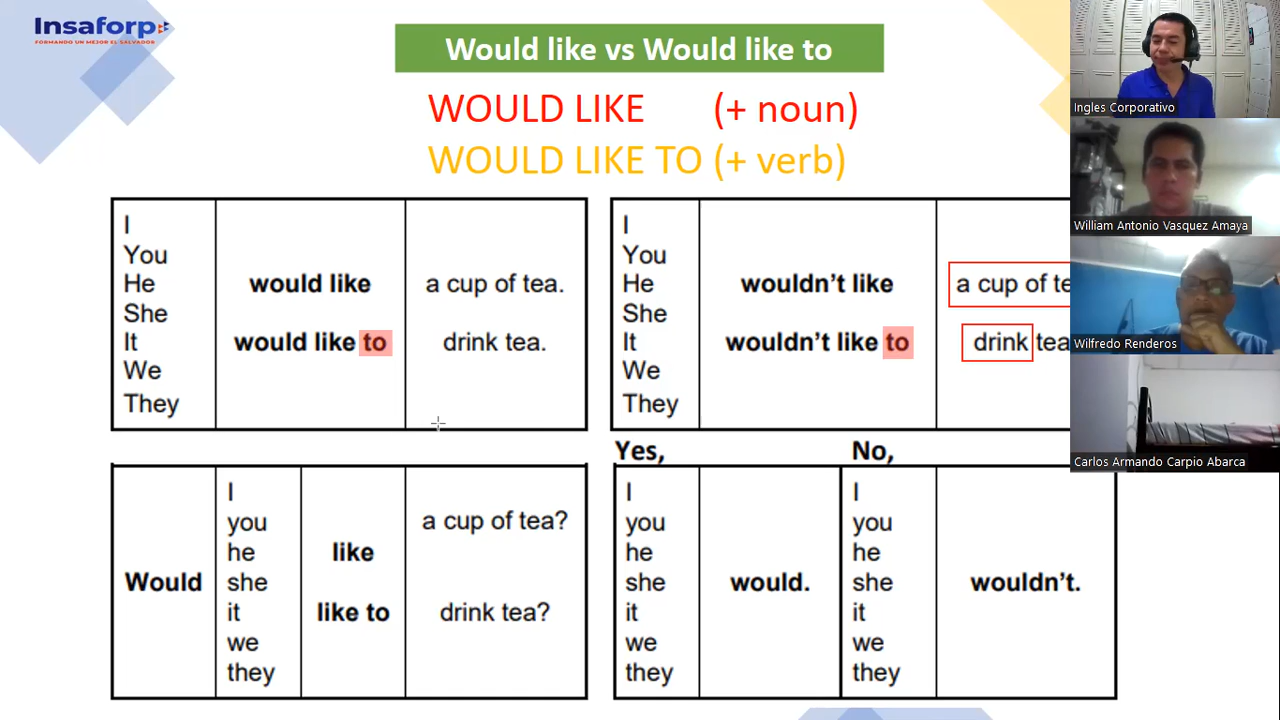 Insaforp
FORMANDO UN MEJOR EL SALVADOR
Would like vs Would like to
WOULD LIKE (+ noun)
WOULD LIKE TO (+ verb)
I
You
He
She
It
We
They
would like
would like to
a cup of tea.
drink tea.
I
You
He
She
It
We
They
wouldn't like
wouldn't like to
a cup of te
drink tea
Would
I
you
he
she
it
we
they
like
like to
a cup of tea?
drink tea?
Yes,
I
you
he
she
it
we
they
would.
No,
I
you
he
she
it
we
they
wouldn't.
Ingles Corporativo
William Antonio Vasquez Amaya
Wilfredo Renderos
Carlos Armando Carpio Abarca